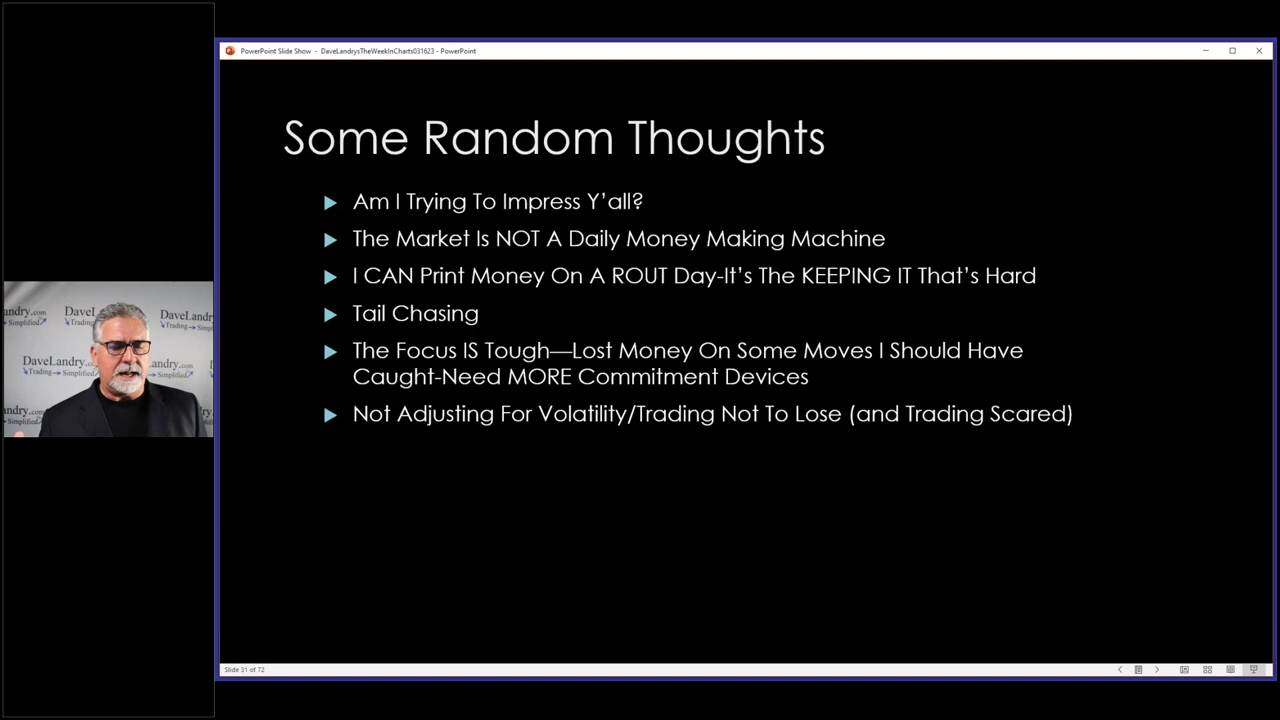 PowerPoint Slide Show - DaveLandrysTheWeekInCharts031623 - PowerPoint
Some Random Thoughts
Am I Trying To Impress Y'all?
The Market Is NOT A Daily Money Making Machine
I CAN Print Money On A ROUT Day-It's The KEEPING IT That's Hard
Tail Chasing
The Focus IS Tough—Lost Money On Some Moves I Should Have
Caught-Need MORE Commitment Devices
Not Adjusting For Volatility/Trading Not To Lose (and Trading Scared)
Landry.com
DaveLandry.com
Trading Simplified
Slide 31 of 72